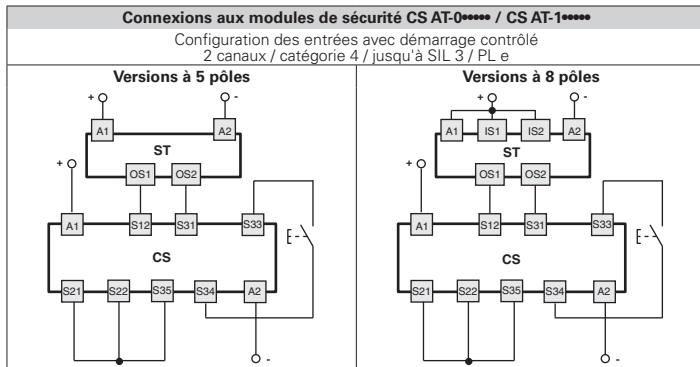 Connexions aux modules de sécurité CS AT-0••••• / CS AT-1•••••
Configuration des entrées avec démarrage contrôlé
2 canaux / catégorie 4 / jusqu'à SIL 3 / PL e
Versions à 5 pôles
+ -
A1 A2
ST
OS1 OS2
+
A1 S12 S31 S33
CS
S21 S22 S35 S34 A2
-
Versions à 8 pôles
+ -
A1 IS1 IS2 A2
ST
OS1 OS2
+
A1 S12 S31 S33
CS
S21 S22 S35 S34 A2
-